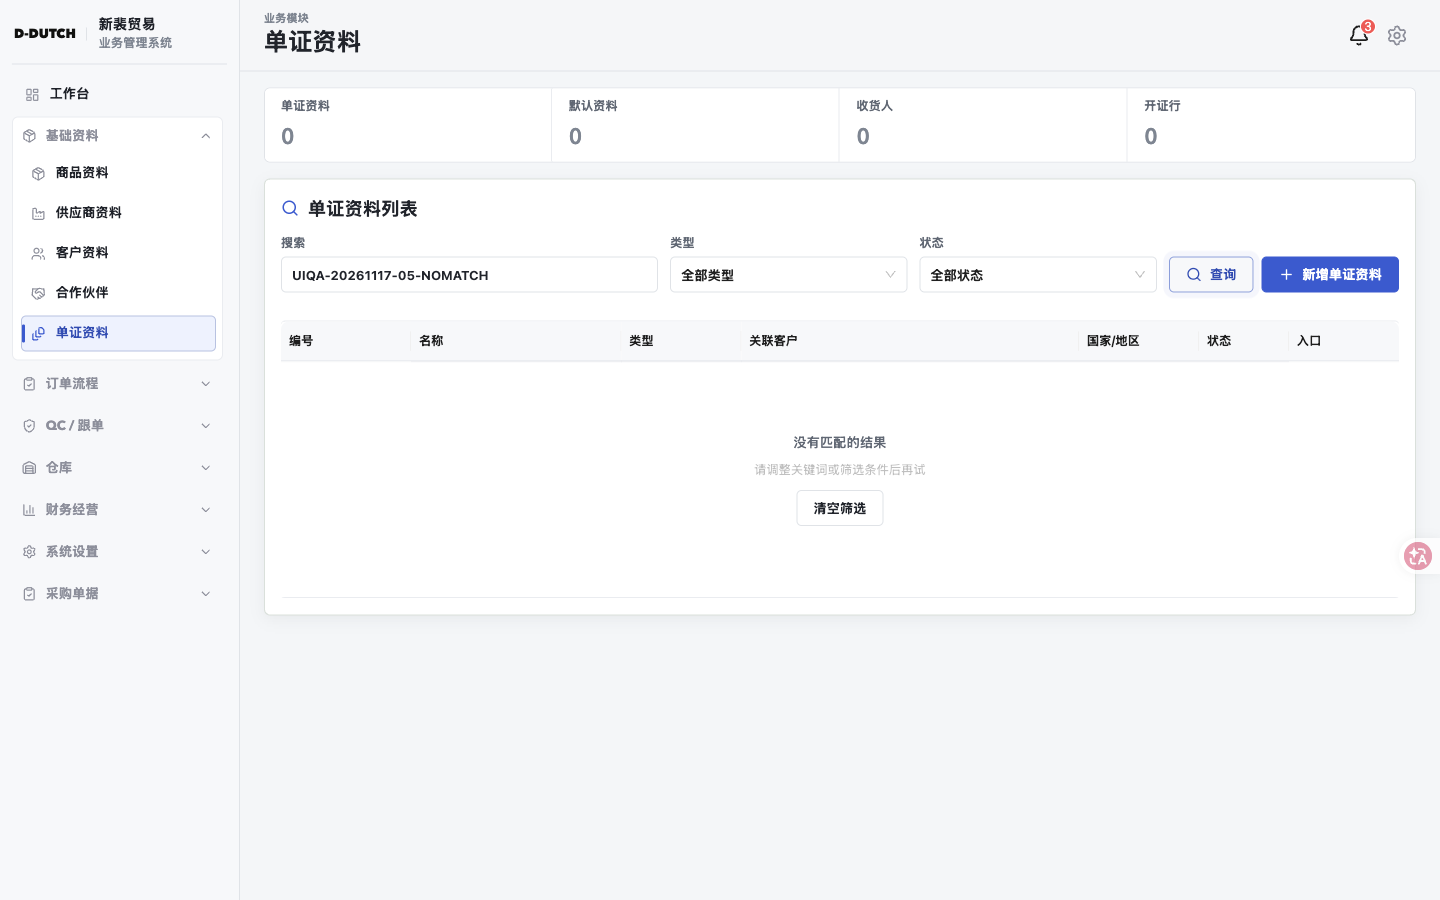 D-DUTCH
新裴贸易
业务管理系统
工作台
基础资料
商品资料
供应商资料
客户资料
合作伙伴
单证资料
订单流程
QC / 跟单
仓库
财务经营
系统设置
采购单据
业务模块
单证资料
3
单证资料
0
默认资料
0
收货人
0
开证行
0
单证资料列表
搜索
类型
状态
UIQA-20261117-05-NOMATCH
全部类型
全部状态
查询
新增单证资料
编号
名称
类型
关联客户
国家/地区
状态
入口
没有匹配的结果
请调整关键词或筛选条件后再试
清空筛选